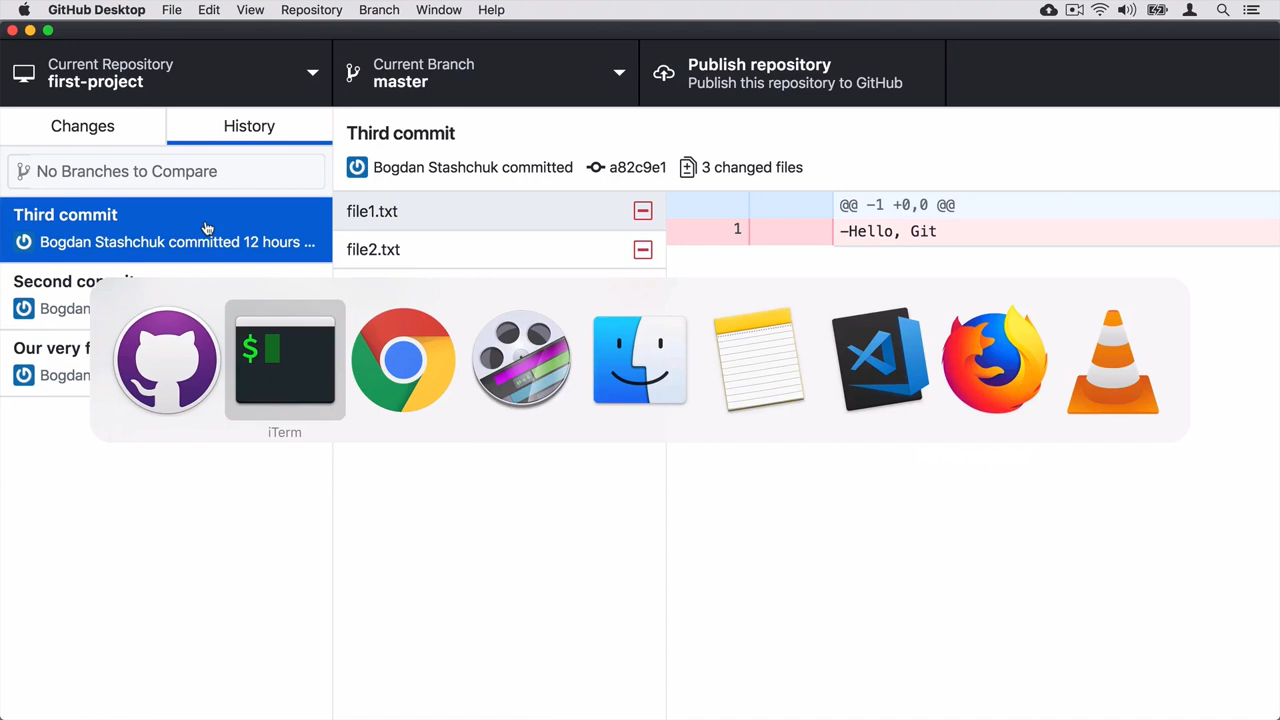 GitHub Desktop File Edit View Repository Branch Window Help
Current Repository
first-project
Current Branch
master
Publish repository
Publish this repository to GitHub
Changes
History
No Branches to Compare
Third commit
Bogdan Stashchuk committed 12 hours ...
Second com
Bogdan
Our very f
Bogdan
Third commit
Bogdan Stashchuk committed a82c9e1 3 changed files
file1.txt
file2.txt
@@ -1 +0,0 @@
1 -Hello, Git
$
iTerm